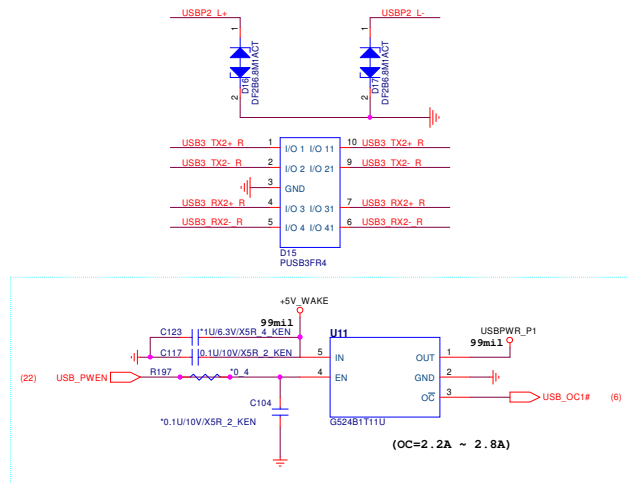 USBP2 L+
USBP2 L-
1
1
D16
DF2B6.8M1ACT
D17
DF2B6.8M1ACT
2
2
USB3_TX2+_R 1 I/O 1 I/O 11 10 USB3_TX2+_R
USB3_TX2-_R 2 I/O 2 I/O 21 9 USB3_TX2-_R
3 GND
USB3_RX2+_R 4 I/O 3 I/O 31 7 USB3_RX2+_R
USB3_RX2-_R 5 I/O 4 I/O 41 6 USB3_RX2-_R
D15
PUSB3FR4
+5V_WAKE
99mil
U11
USBPWR_P1
99mil
C123 *1U/6.3V/X5R_4_KEN
C117 0.1U/10V/X5R_2_KEN
5 IN OUT 1
(22) USB_PWEN R197 *0_4 4 EN GND 2
C104
*0.1U/10V/X5R_2_KEN
OC 3 USB_OC1# (6)
G524B1T11U
(OC=2.2A ~ 2.8A)